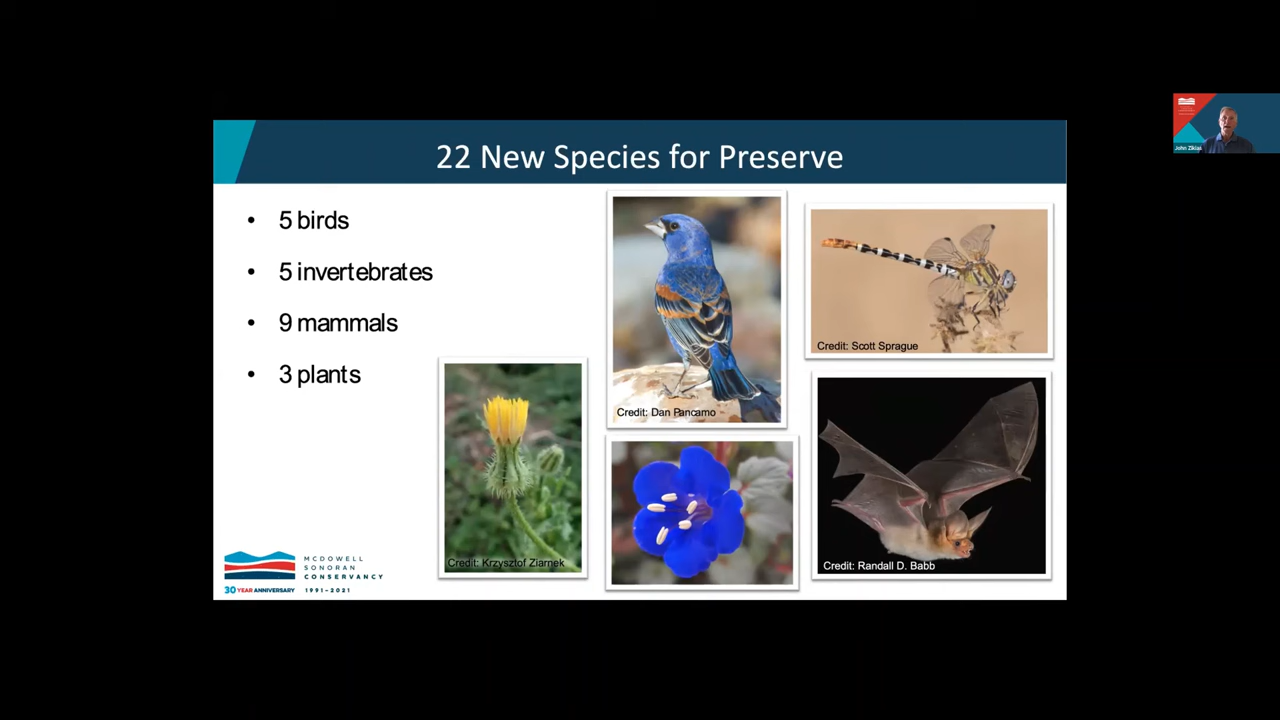 22 New Species for Preserve
• 5 birds
• 5 invertebrates
• 9 mammals
• 3 plants
Credit: Dan Pancamo
Credit: Scott Sprague
Credit: Krzysztof Ziarnek
Credit: Randall D. Babb
MCDOWELL
SONORAN
CONSERVANCY
30 YEAR ANNIVERSARY 1991-2021
John Zikias